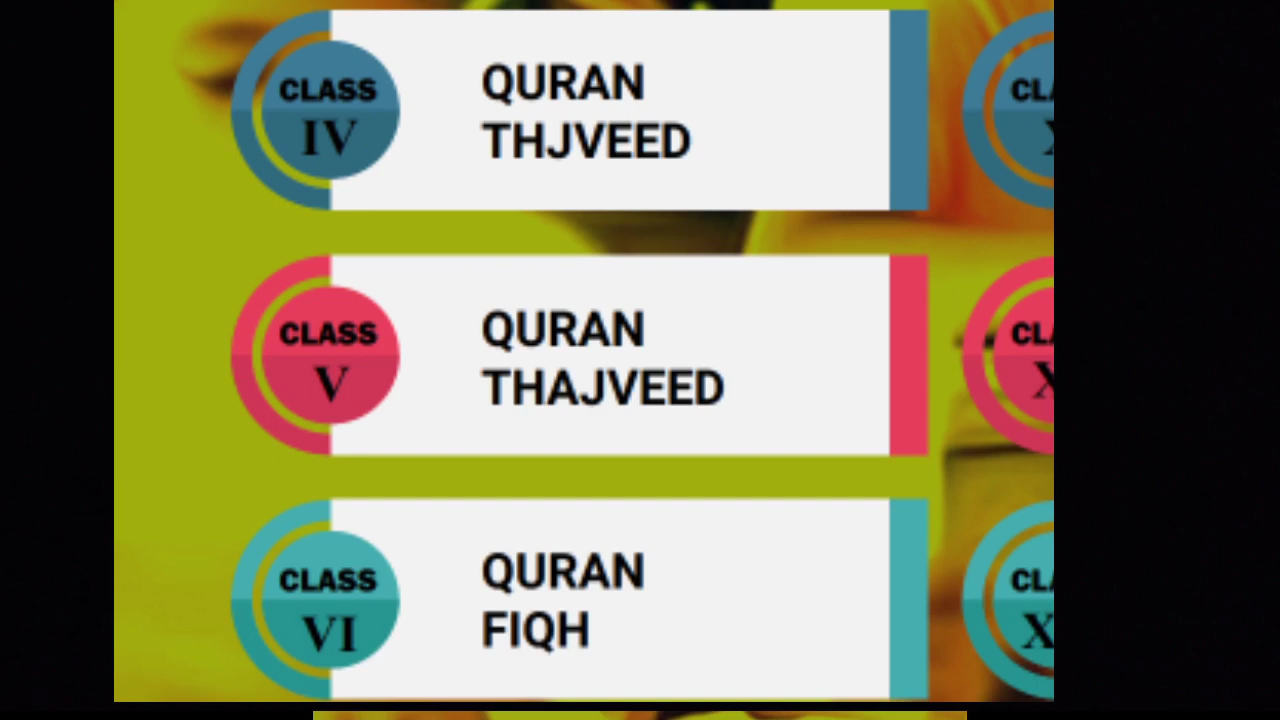 CLASS
IV
QURAN
THJVEED
CLASS
V
QURAN
THAJVEED
CLASS
VI
QURAN
FIQH